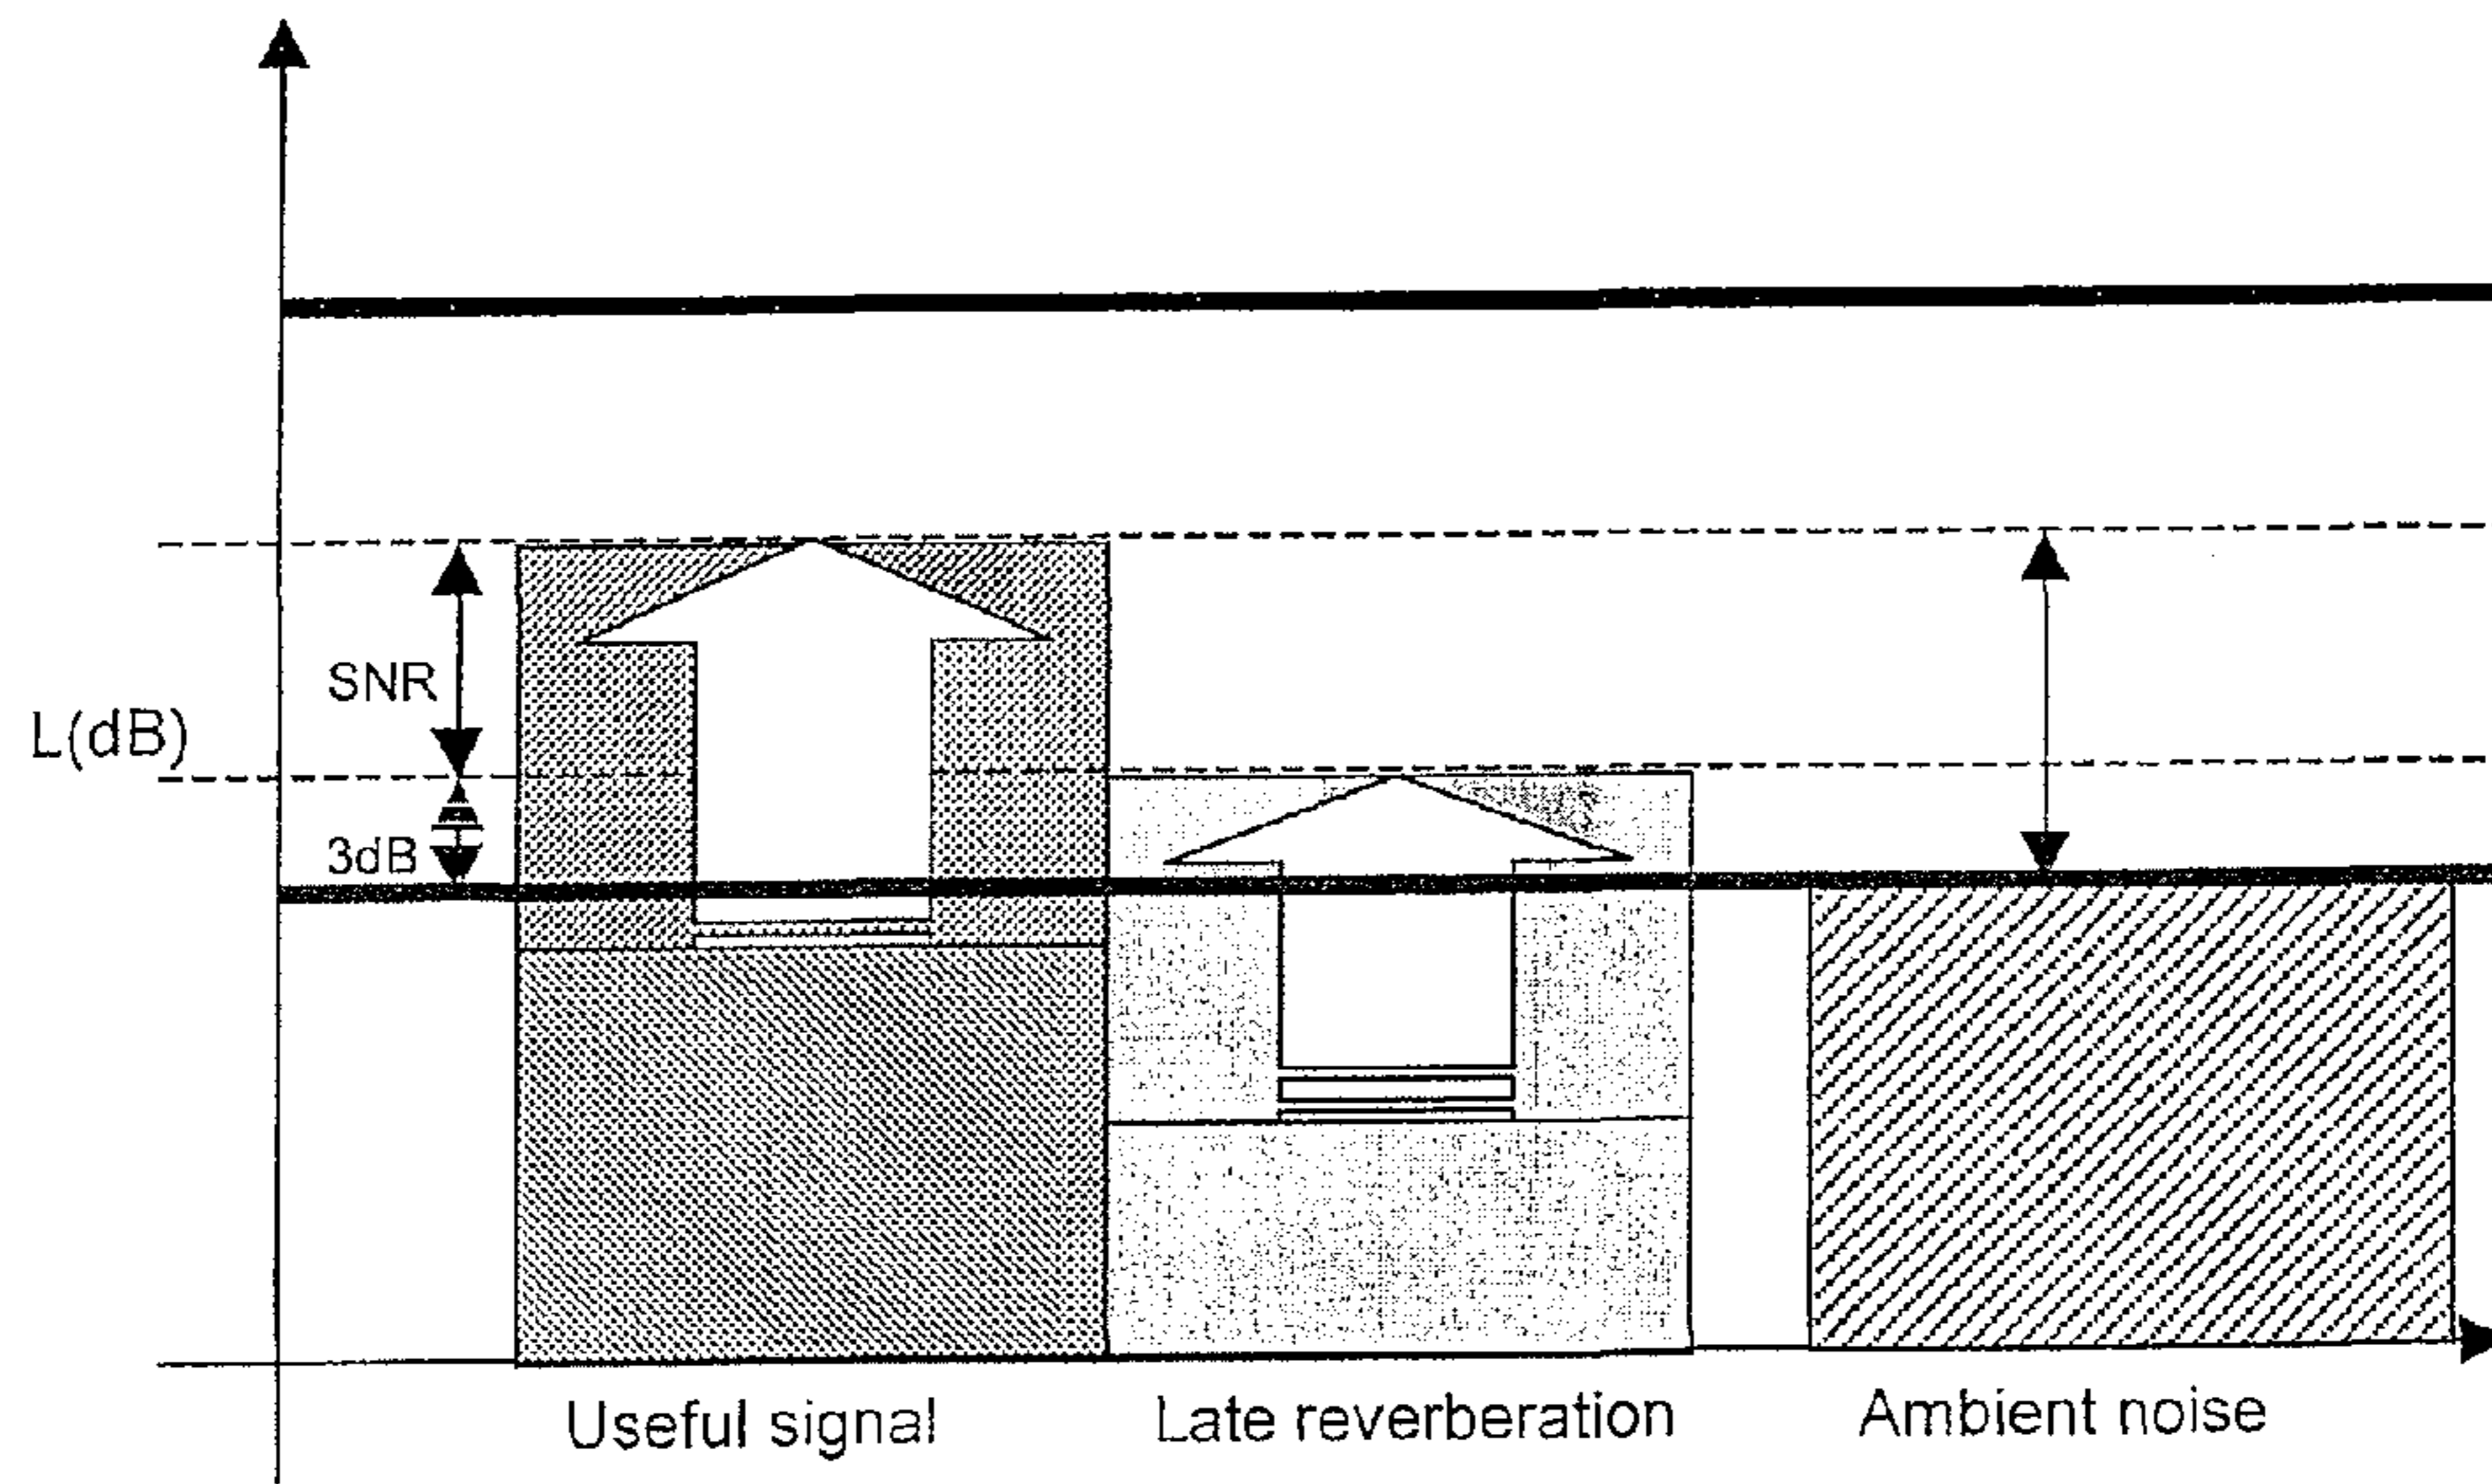 SNR
L(dB)
3dB
Useful signal
Late reverberation
Ambient noise